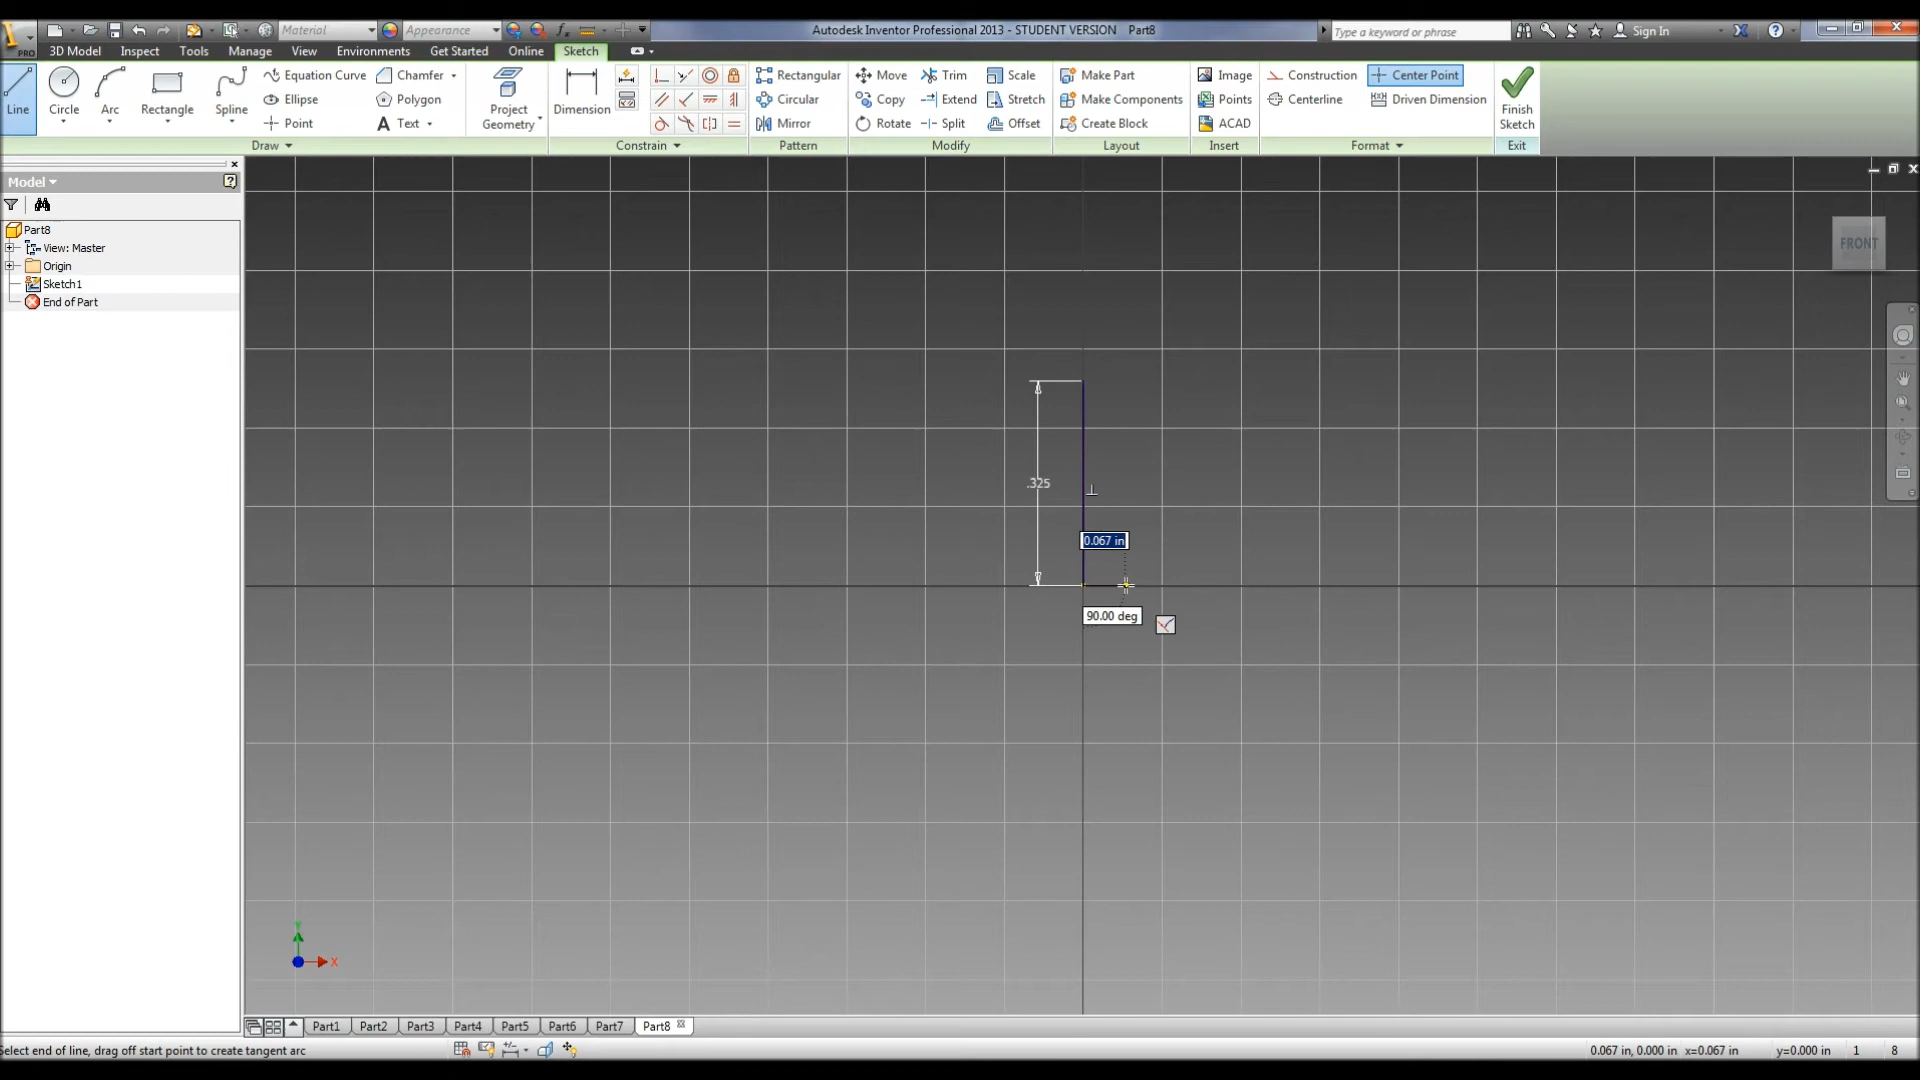 Material
Appearance
Autodesk Inventor Professional 2013 - STUDENT VERSION Part8
Type a keyword or phrase
Sign In
PRO
3D Model Inspect Tools Manage View Environments Get Started Online Sketch
Line
Circle
Arc
Rectangle
Spline
Equation Curve
Ellipse
Point
Chamfer
Polygon
Text
Project
Geometry
Dimension
Rectangular
Circular
Mirror
Move
Copy
Rotate
Trim
Extend
Split
Scale
Stretch
Offset
Make Part
Make Components
Create Block
Image
Points
ACAD
Construction
Centerline
Center Point
Driven Dimension
Finish
Sketch
Draw
Constrain
Pattern
Modify
Layout
Insert
Format
Exit
Model
Part8
View: Master
Origin
Sketch1
End of Part
FRONT
.325
0.067 in
90.00 deg
Y
X
Part1 Part2 Part3 Part4 Part5 Part6 Part7 Part8
Select end of line, drag off start point to create tangent arc
0.067 in, 0.000 in x=0.067 in y=0.000 in 1 8